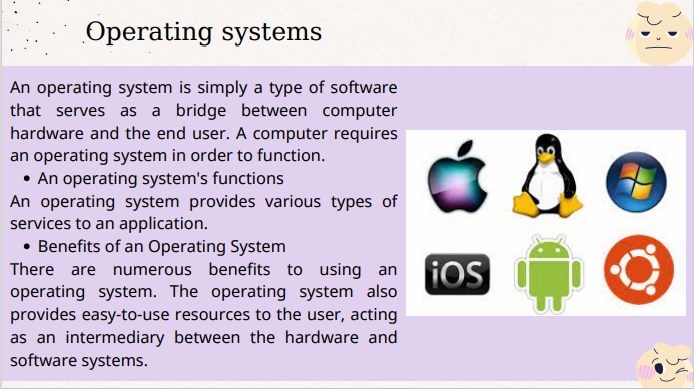 Operating systems
An operating system is simply a type of software
that serves as a bridge between computer
hardware and the end user. A computer requires
an operating system in order to function.
• An operating system's functions
An operating system provides various types of
services to an application.
• Benefits of an Operating System
There are numerous benefits to using an
operating system. The operating system also
provides easy-to-use resources to the user, acting
as an intermediary between the hardware and
software systems.
iOS